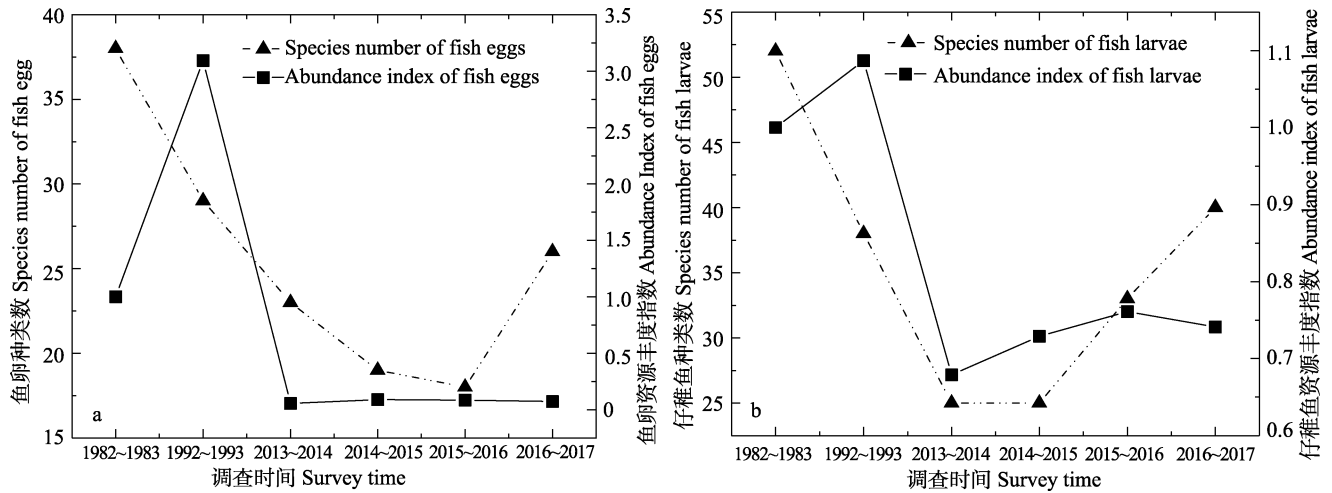 鱼卵种类数 Species number of fish egg
40
35
30
25
20
15
Species number of fish eggs
Abundance index of fish eggs
a
3.5
3.0
2.5
2.0
1.5
1.0
0.5
0
鱼卵资源丰度指数 Abundance Index of fish eggs
1982~1983 1992~1993 2013~2014 2014~2015 2015~2016 2016~2017
调查时间 Survey time
仔稚鱼种类数 Species number of fish larvae
55
50
45
40
35
30
25
Species number of fish larvae
Abundance index of fish larvae
b
1.1
1.0
0.9
0.8
0.7
0.6
仔稚鱼资源丰度指数 Abundance index of fish larvae
1982~1983 1992~1993 2013~2014 2014~2015 2015~2016 2016~2017
调查时间 Survey time